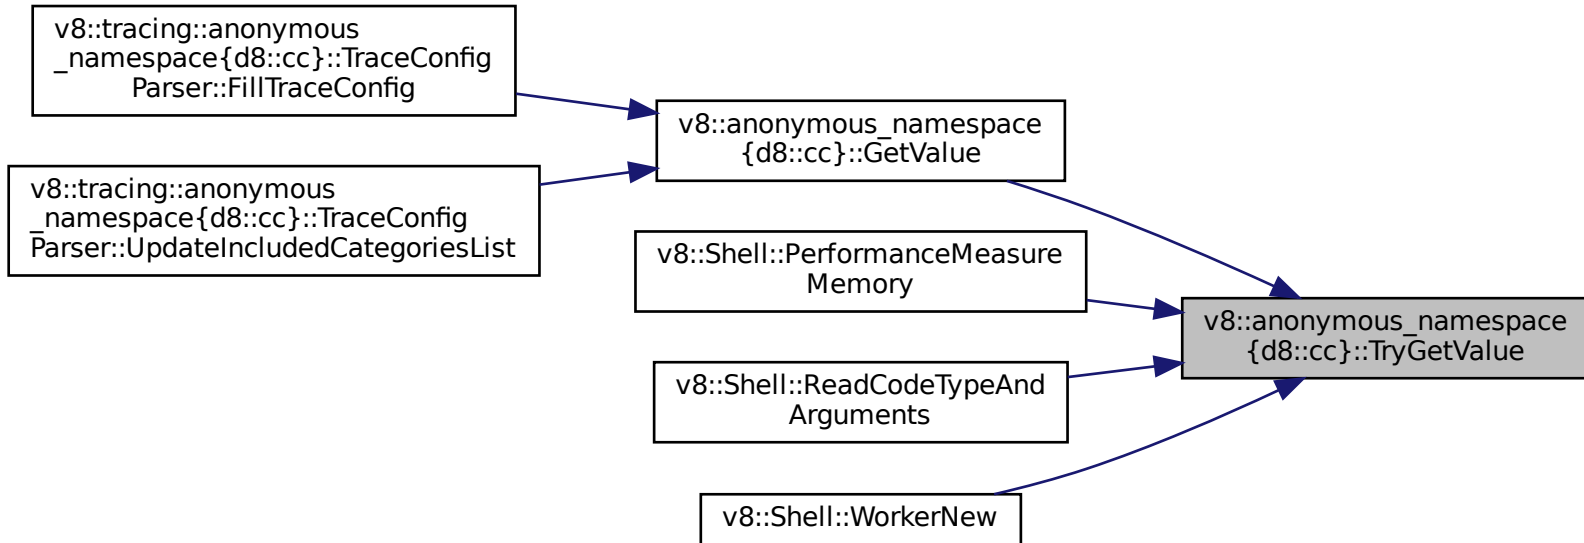 v8::tracing::anonymous
_namespace{d8::cc}::TraceConfig
Parser::FillTraceConfig
v8::tracing::anonymous
_namespace{d8::cc}::TraceConfig
Parser::UpdateIncludedCategoriesList
v8::anonymous_namespace
{d8::cc}::GetValue
v8::Shell::PerformanceMeasure
Memory
v8::Shell::ReadCodeTypeAnd
Arguments
v8::Shell::WorkerNew
v8::anonymous_namespace
{d8::cc}::TryGetValue